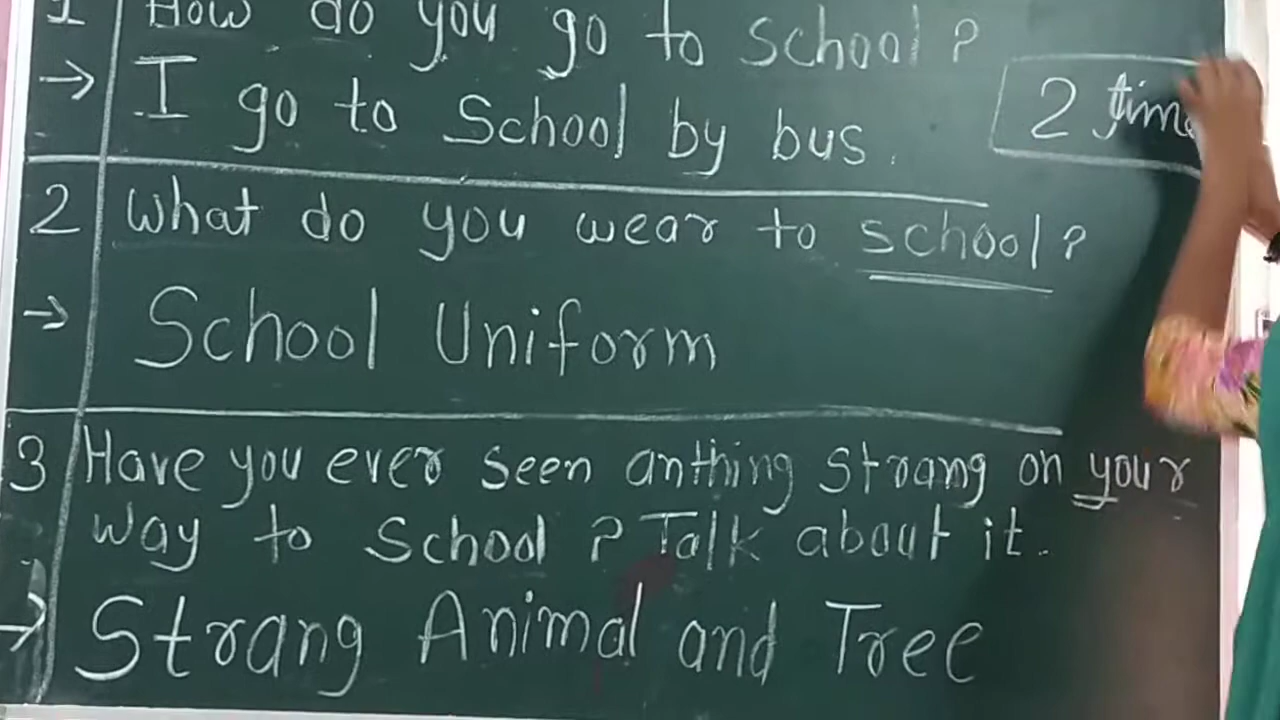 1 How do you go to school?
→ I go to School by bus.
2 time
2 What do you wear to school?
→ School Uniform
3 Have you ever seen anthing strang on your
way to School? Talk about it.
→ Strang Animal and Tree